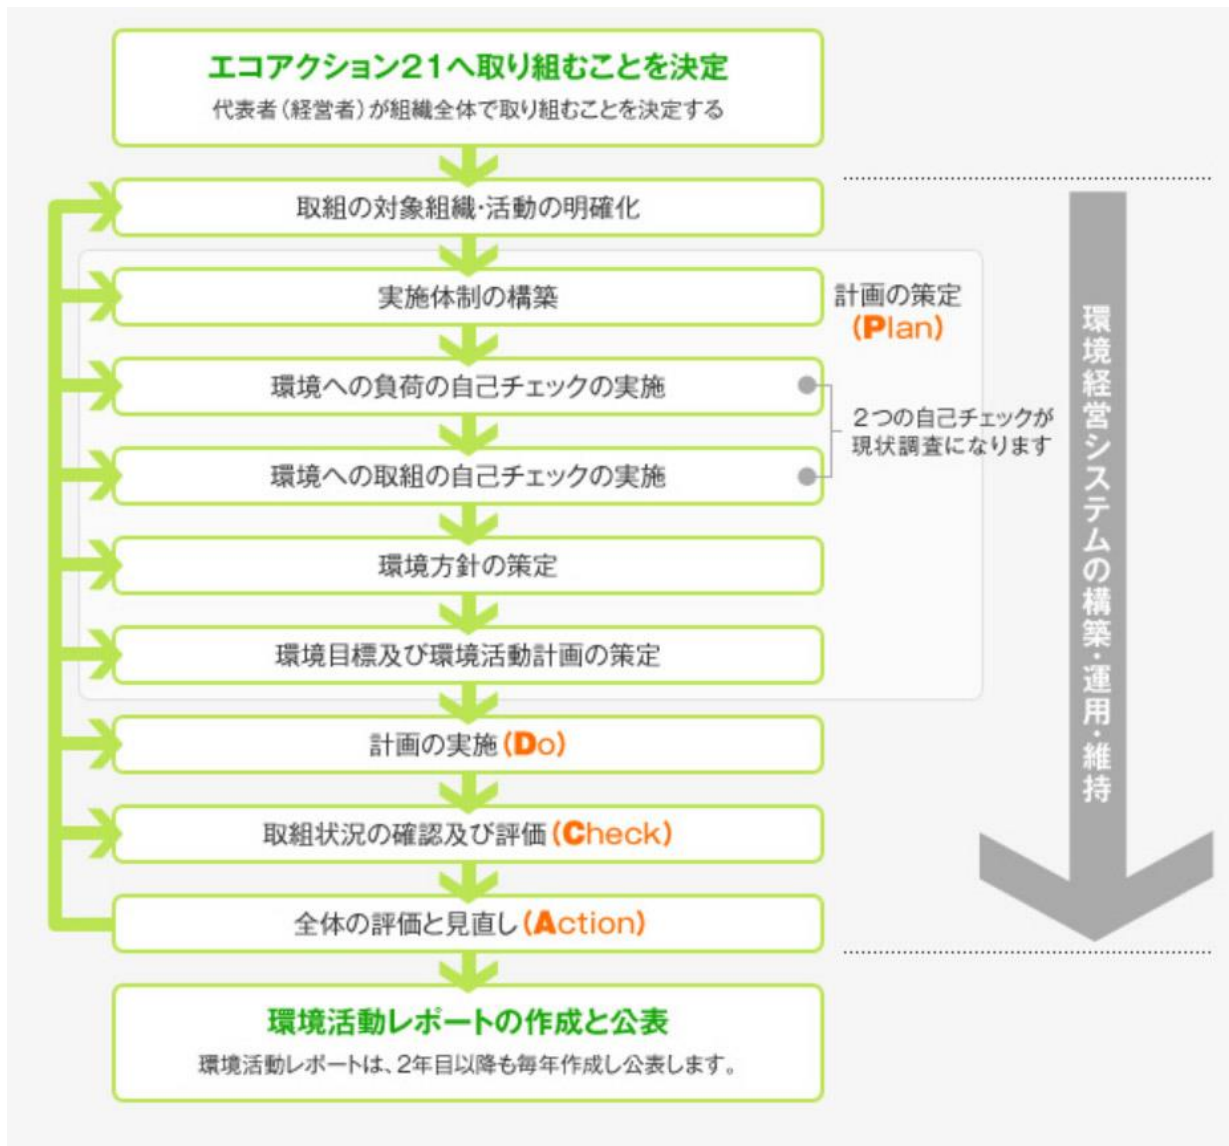 エコアクション21へ取り組むことを決定
代表者(経営者)が組織全体で取り組むことを決定する
取組の対象組織・活動の明確化
実施体制の構築
計画の策定
(Plan)
環境への負荷の自己チェックの実施
2つの自己チェックが
現状調査になります
環境への取組の自己チェックの実施
環境方針の策定
環境目標及び環境活動計画の策定
計画の実施(Do)
取組状況の確認及び評価(Check)
全体の評価と見直し(Action)
環境経営システムの構築・運用・維持
環境活動レポートの作成と公表
環境活動レポートは、2年目以降も毎年作成し公表します。